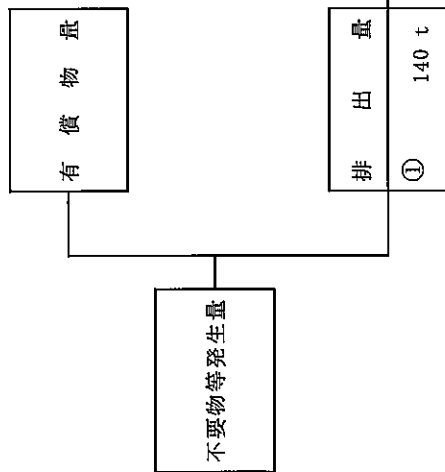 有償物量
排出量
① 140 t
不要物等発生量